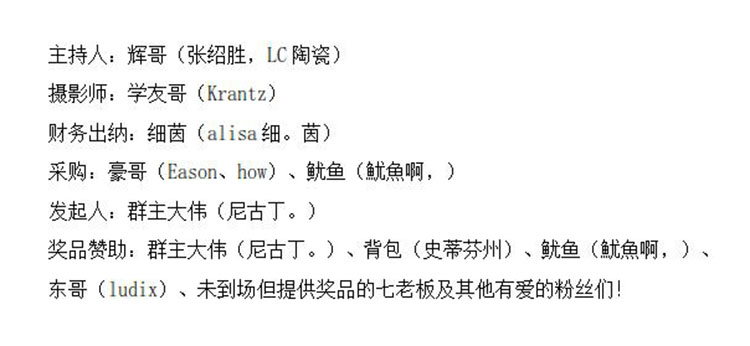 主持人：辉哥（张绍胜，LC陶瓷）
摄影师：学友哥（Krantz）
财务出纳：细茵（alisa细。茵）
采购：豪哥（Eason、how）、鱿鱼（魷魚啊，）
发起人：群主大伟（尼古丁。）
奖品赞助：群主大伟（尼古丁。）、背包（史蒂芬州）、鱿鱼（魷魚啊，）、
东哥（ludix）、未到场但提供奖品的七老板及其他有爱的粉丝们！